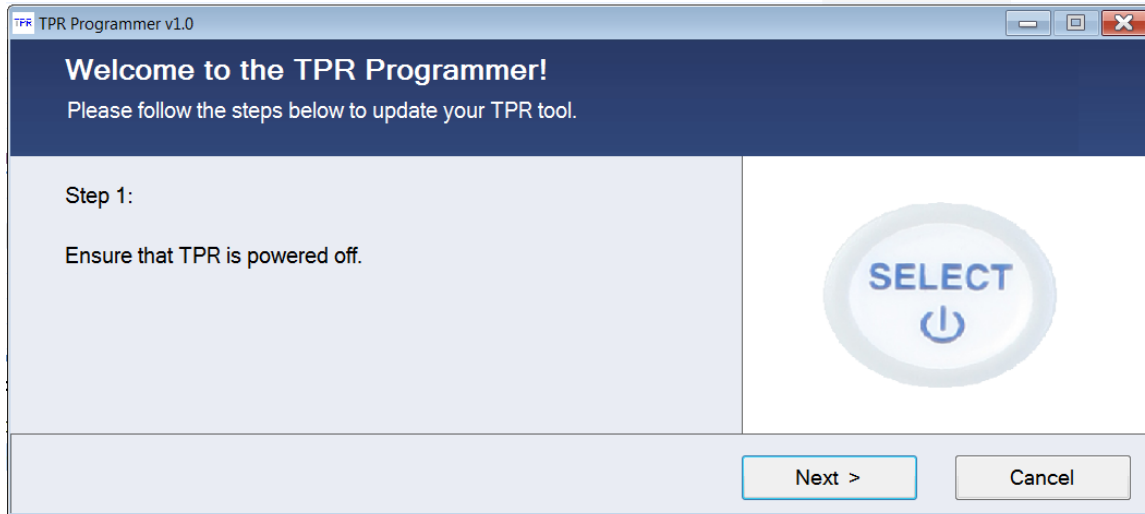 TPR TPR Programmer v1.0
Welcome to the TPR Programmer!
Please follow the steps below to update your TPR tool.
Step 1:
Ensure that TPR is powered off.
SELECT
Next >
Cancel